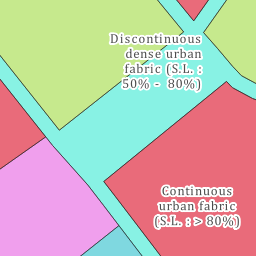 Discontinuous
dense urban
fabric (S.L. :
50% - 80%)
Continuous
urban fabric
(S.L. : > 80%)